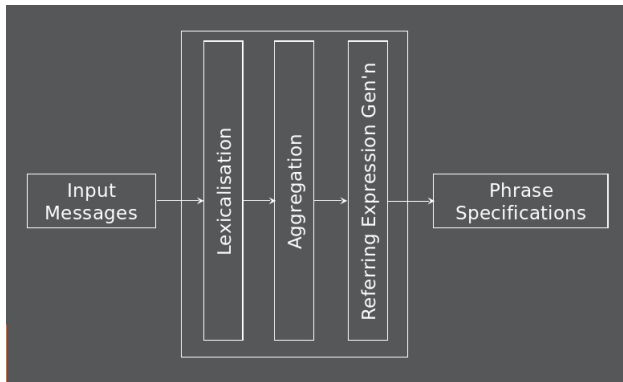 Input
Messages
Lexicalisation
Aggregation
Referring Expression Gen'n
Phrase
Specifications